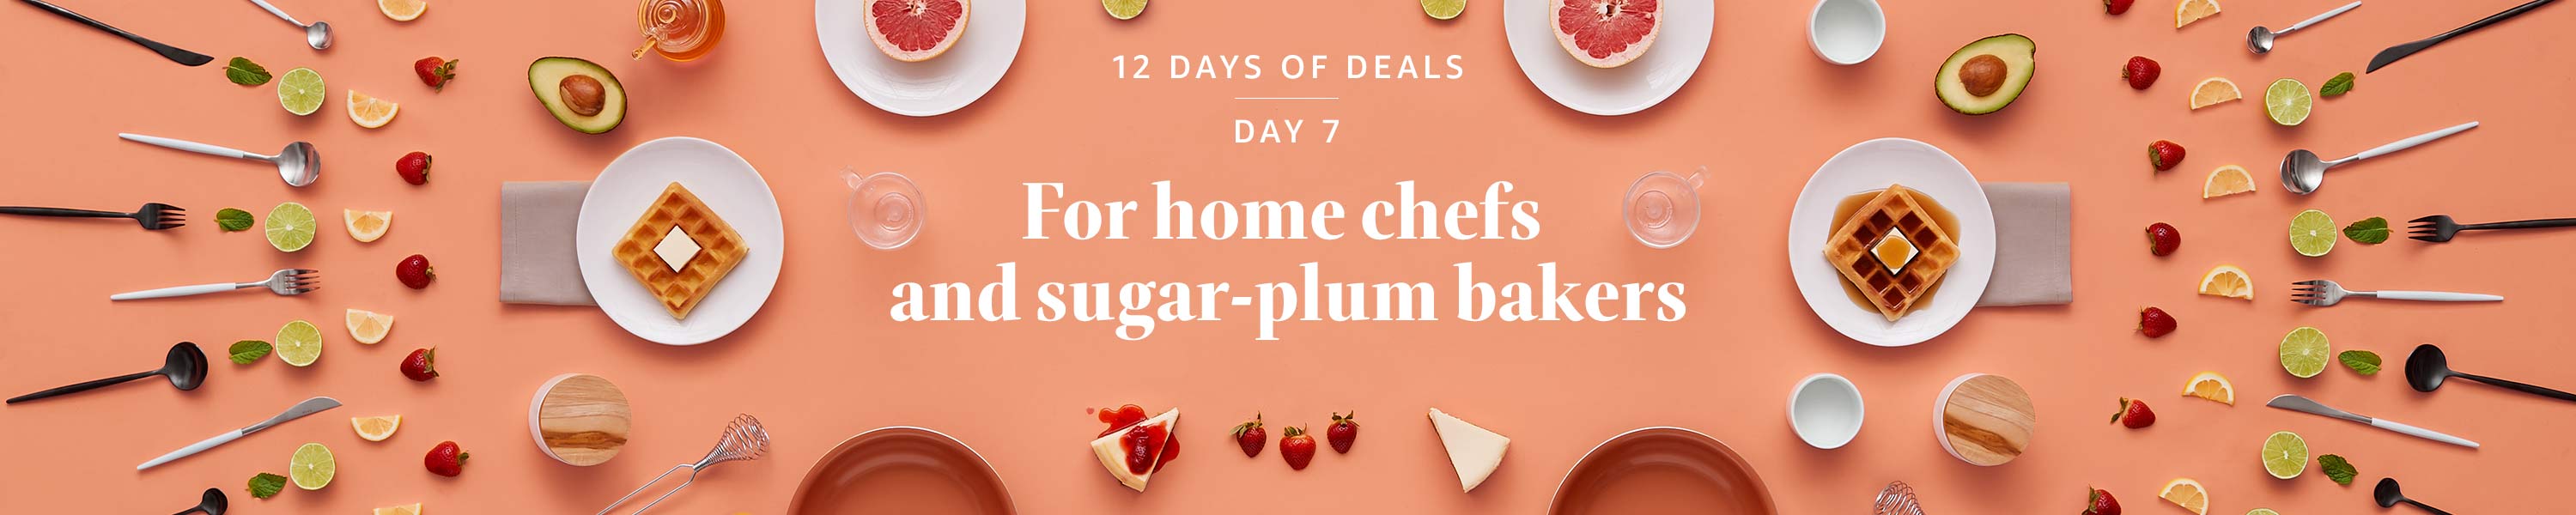 12 DAYS OF DEALS
DAY 7
For home chefs
and sugar-plum bakers